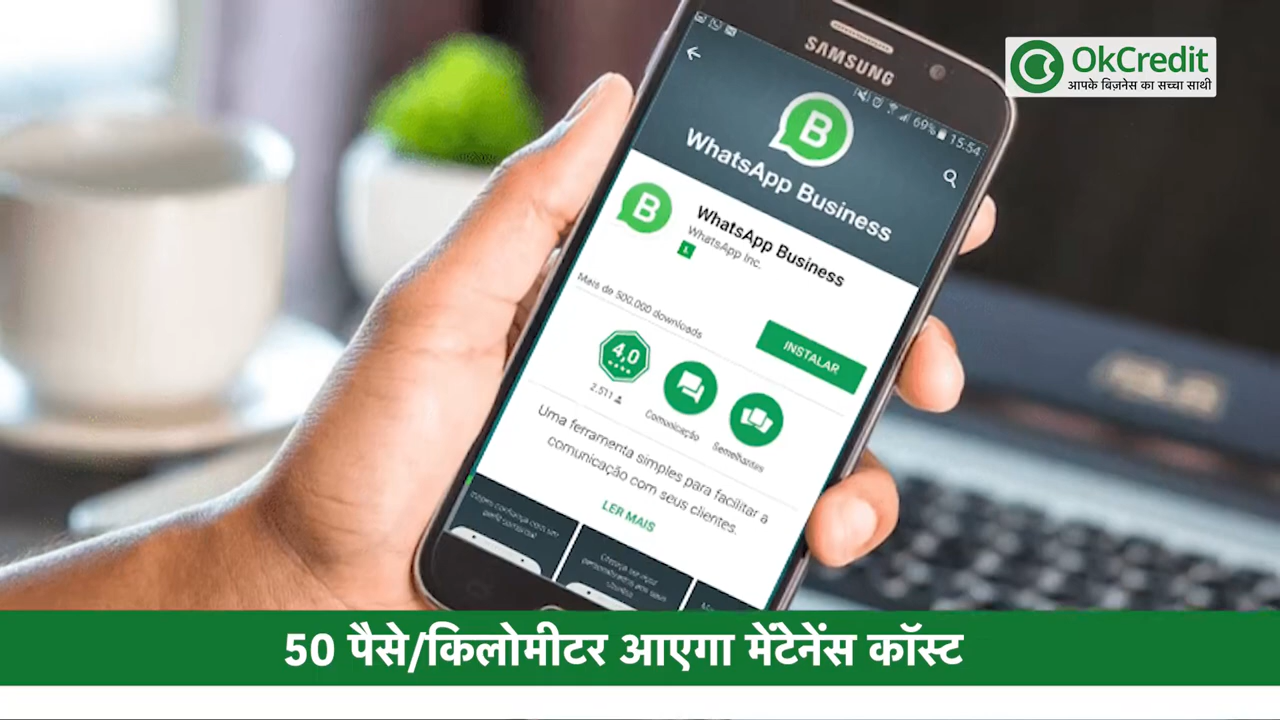 OkCredit
आपके बिज़नेस का सच्चा साथी
SAMSUNG
69% 15:54
WhatsApp Business
WhatsApp Business
WhatsApp Inc.
Mais de 500.000 downloads
INSTALAR
4,0
2.511
Comunicação
Semelhantes
Uma ferramenta simples para facilitar a
comunicação com seus clientes.
LER MAIS
50 पैसे/किलोमीटर आएगा मेंटेनेंस कॉस्ट